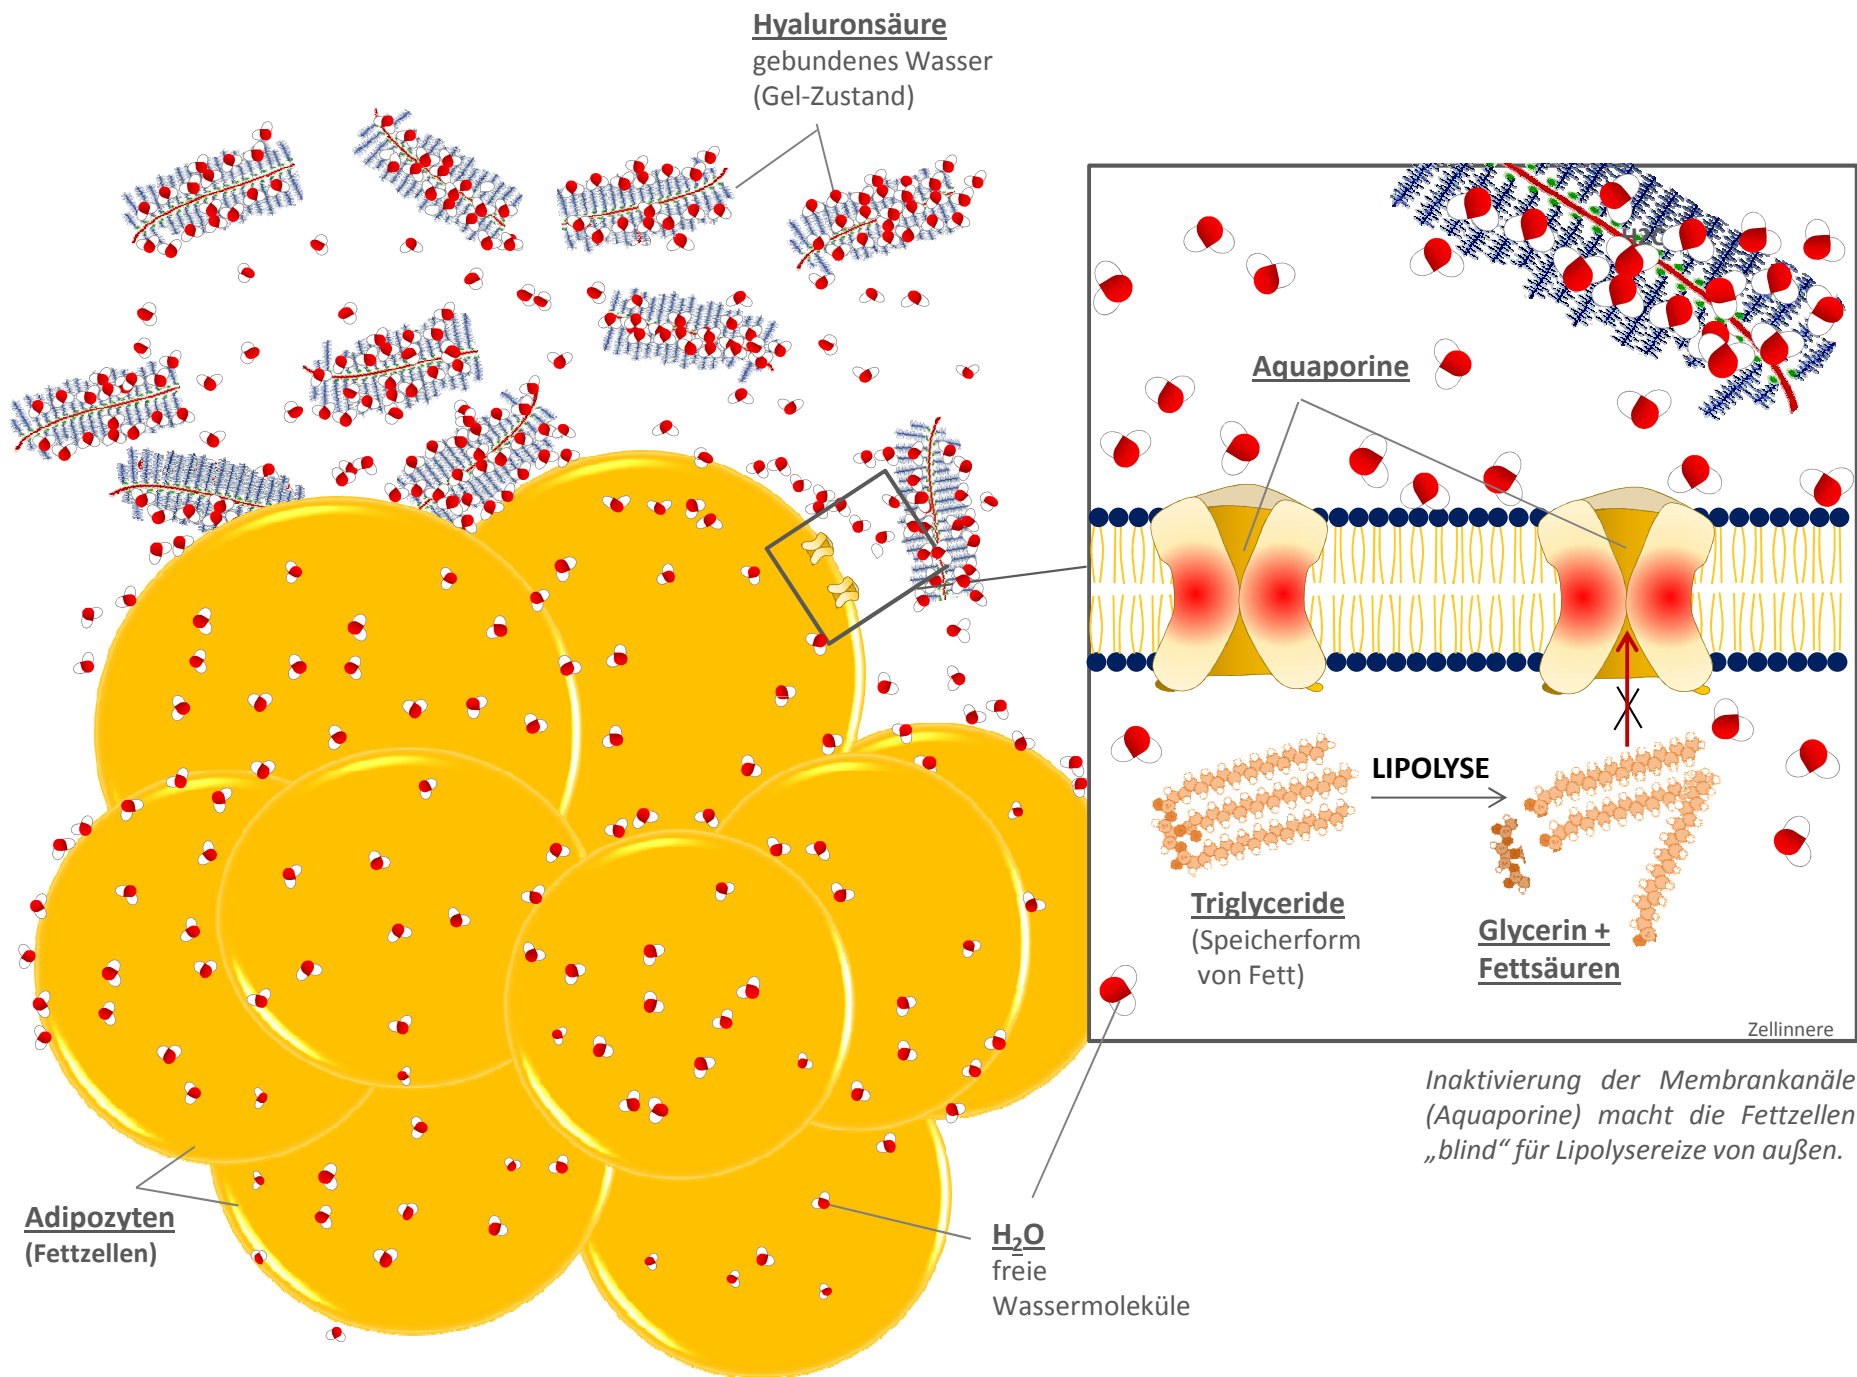 Hyaluronsäure
gebundenes Wasser
(Gel-Zustand)
Aquaporine
LIPOLYSE
Triglyceride
(Speicherform
von Fett)
Glycerin +
Fettsäuren
Zellinnere
Inaktivierung der Membrankanäle
(Aquaporine) macht die Fettzellen
„blind“ für Lipolysereize von außen.
Adipozyten
(Fettzellen)
H₂O
freie
Wassermoleküle